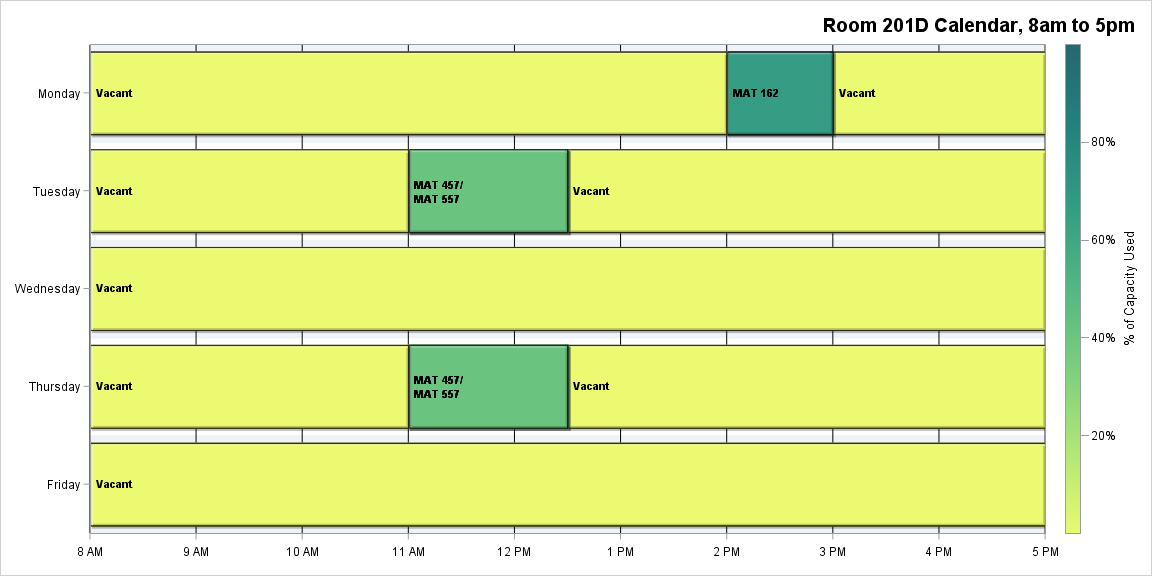 Room 201D Calendar, 8am to 5pm
Monday
Vacant
MAT 162
Vacant
Tuesday
Vacant
MAT 457/
MAT 557
Vacant
Wednesday
Vacant
Thursday
Vacant
MAT 457/
MAT 557
Vacant
Friday
Vacant
8 AM
9 AM
10 AM
11 AM
12 PM
1 PM
2 PM
3 PM
4 PM
5 PM
80%
60%
40%
20%
% of Capacity Used